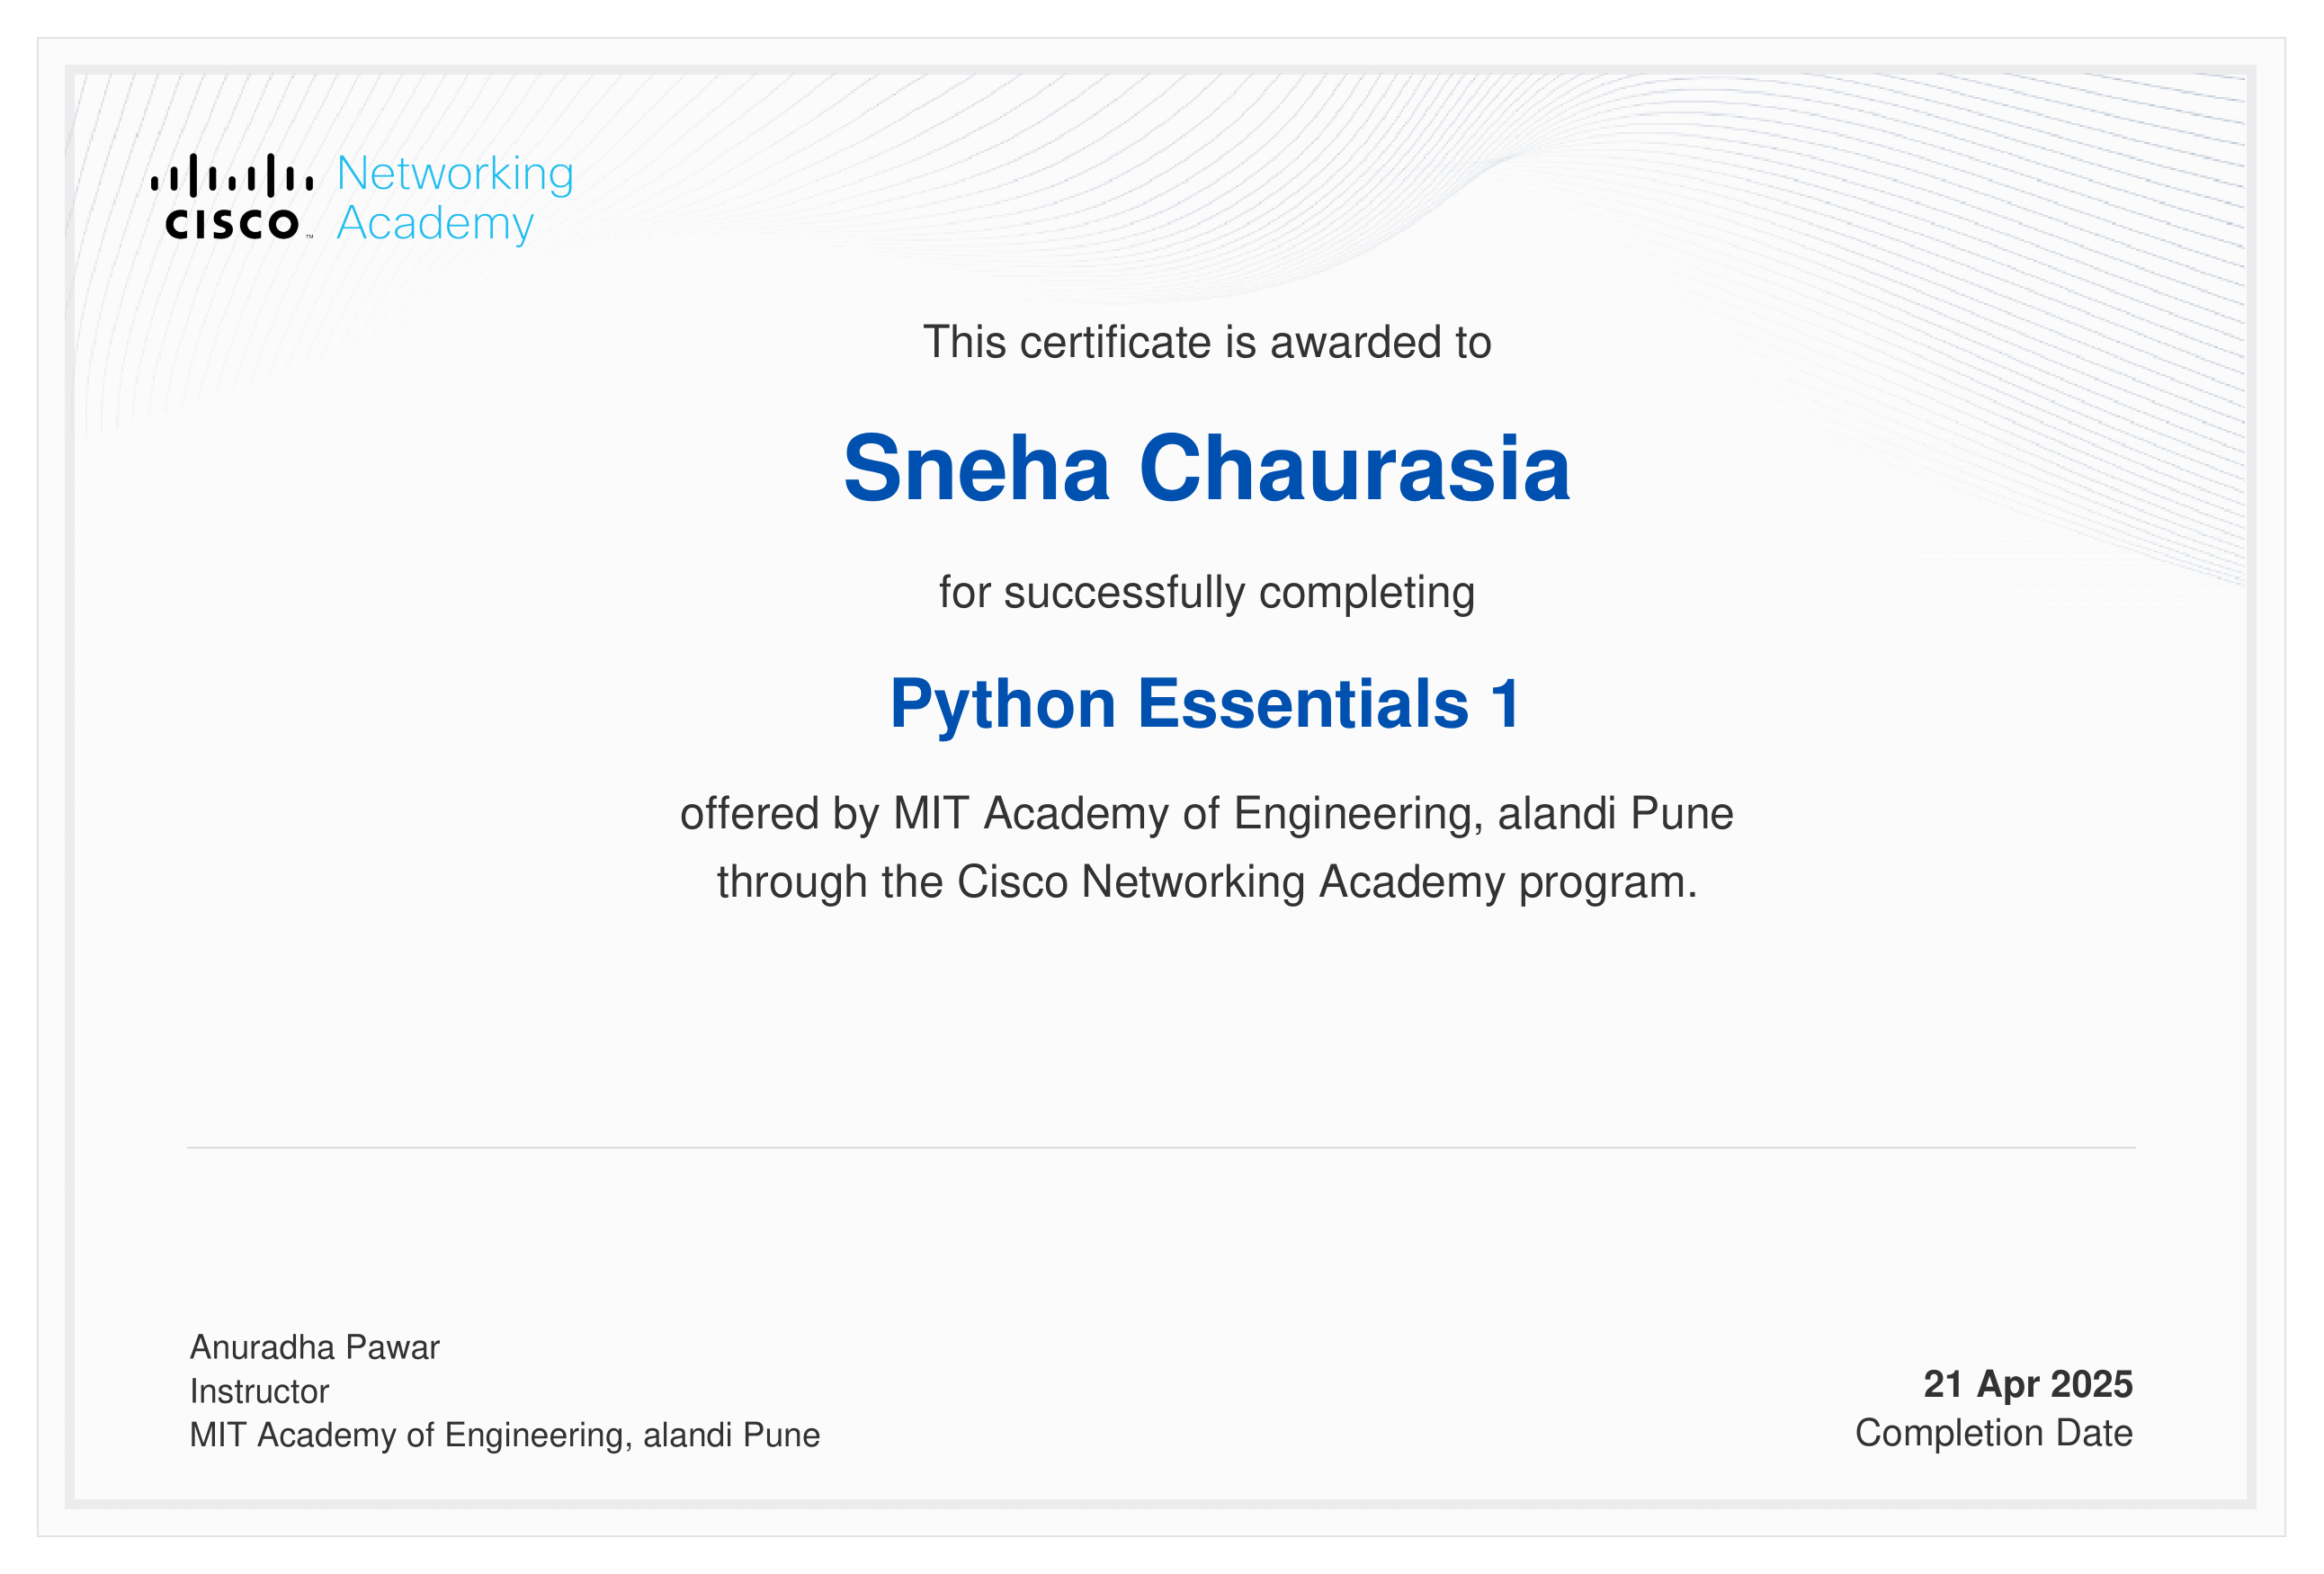 Networking
Academy
CISCO™
This certificate is awarded to
Sneha Chaurasia
for successfully completing
Python Essentials 1
offered by MIT Academy of Engineering, alandi Pune
through the Cisco Networking Academy program.
Anuradha Pawar
Instructor
MIT Academy of Engineering, alandi Pune
21 Apr 2025
Completion Date